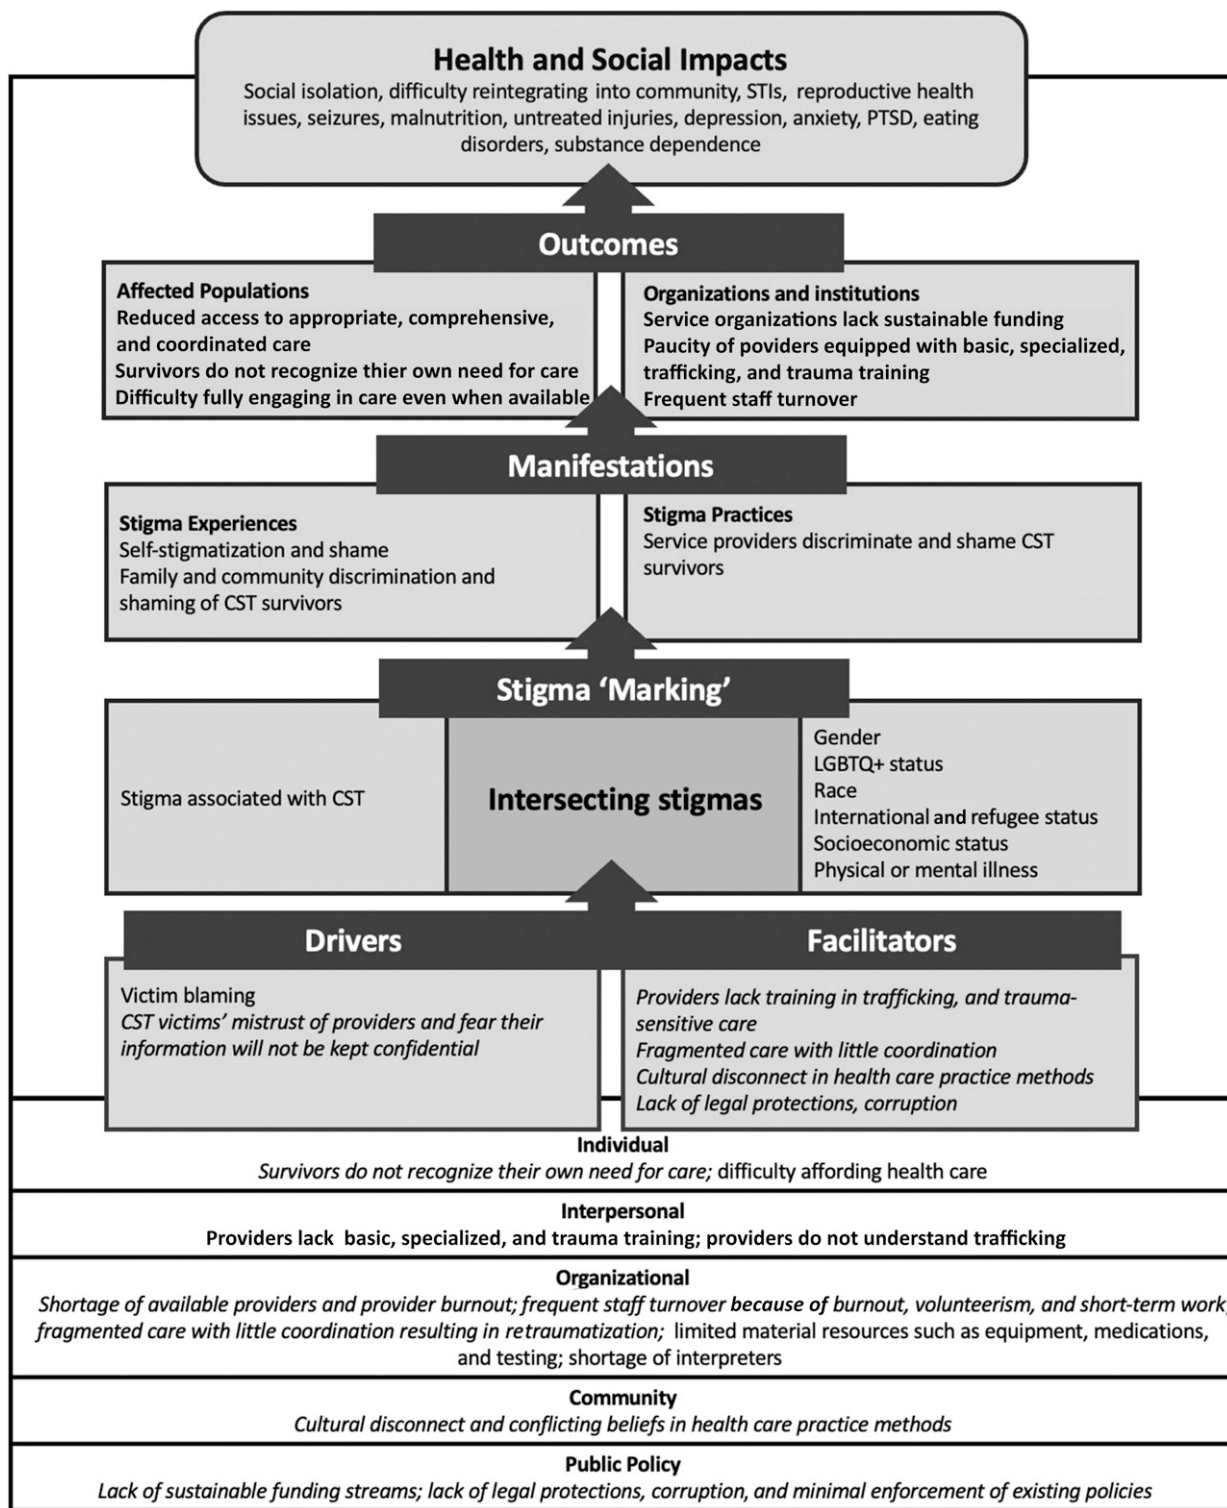 Health and Social Impacts
Social isolation, difficulty reintegrating into community, STIs, reproductive health
issues, seizures, malnutrition, untreated injuries, depression, anxiety, PTSD, eating
disorders, substance dependence
Outcomes
Affected Populations
Reduced access to appropriate, comprehensive,
and coordinated care
Survivors do not recognize thier own need for care
Difficulty fully engaging in care even when available
Organizations and institutions
Service organizations lack sustainable funding
Paucity of poviders equipped with basic, specialized,
trafficking, and trauma training
Frequent staff turnover
Manifestations
Stigma Experiences
Self-stigmatization and shame
Family and community discrimination and
shaming of CST survivors
Stigma Practices
Service providers discriminate and shame CST
survivors
Stigma ‘Marking’
Stigma associated with CST
Intersecting stigmas
Gender
LGBTQ+ status
Race
International and refugee status
Socioeconomic status
Physical or mental illness
Drivers
Victim blaming
CST victims’ mistrust of providers and fear their
information will not be kept confidential
Facilitators
Providers lack training in trafficking, and trauma-
sensitive care
Fragmented care with little coordination
Cultural disconnect in health care practice methods
Lack of legal protections, corruption
Individual
Survivors do not recognize their own need for care; difficulty affording health care
Interpersonal
Providers lack basic, specialized, and trauma training; providers do not understand trafficking
Organizational
Shortage of available providers and provider burnout; frequent staff turnover because of burnout, volunteerism, and short-term work;
fragmented care with little coordination resulting in retraumatization; limited material resources such as equipment, medications,
and testing; shortage of interpreters
Community
Cultural disconnect and conflicting beliefs in health care practice methods
Public Policy
Lack of sustainable funding streams; lack of legal protections, corruption, and minimal enforcement of existing policies